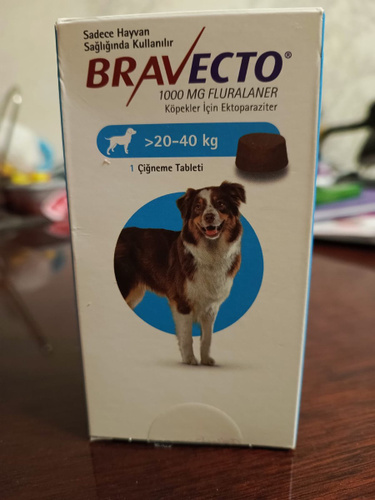 Sadece Hayvan
Sağlığında Kullanılır
BRAVECTO®
1000 MG FLURALANER
Köpekler İçin Ektoparaziter
>20-40 kg
1 Çiğneme Tableti